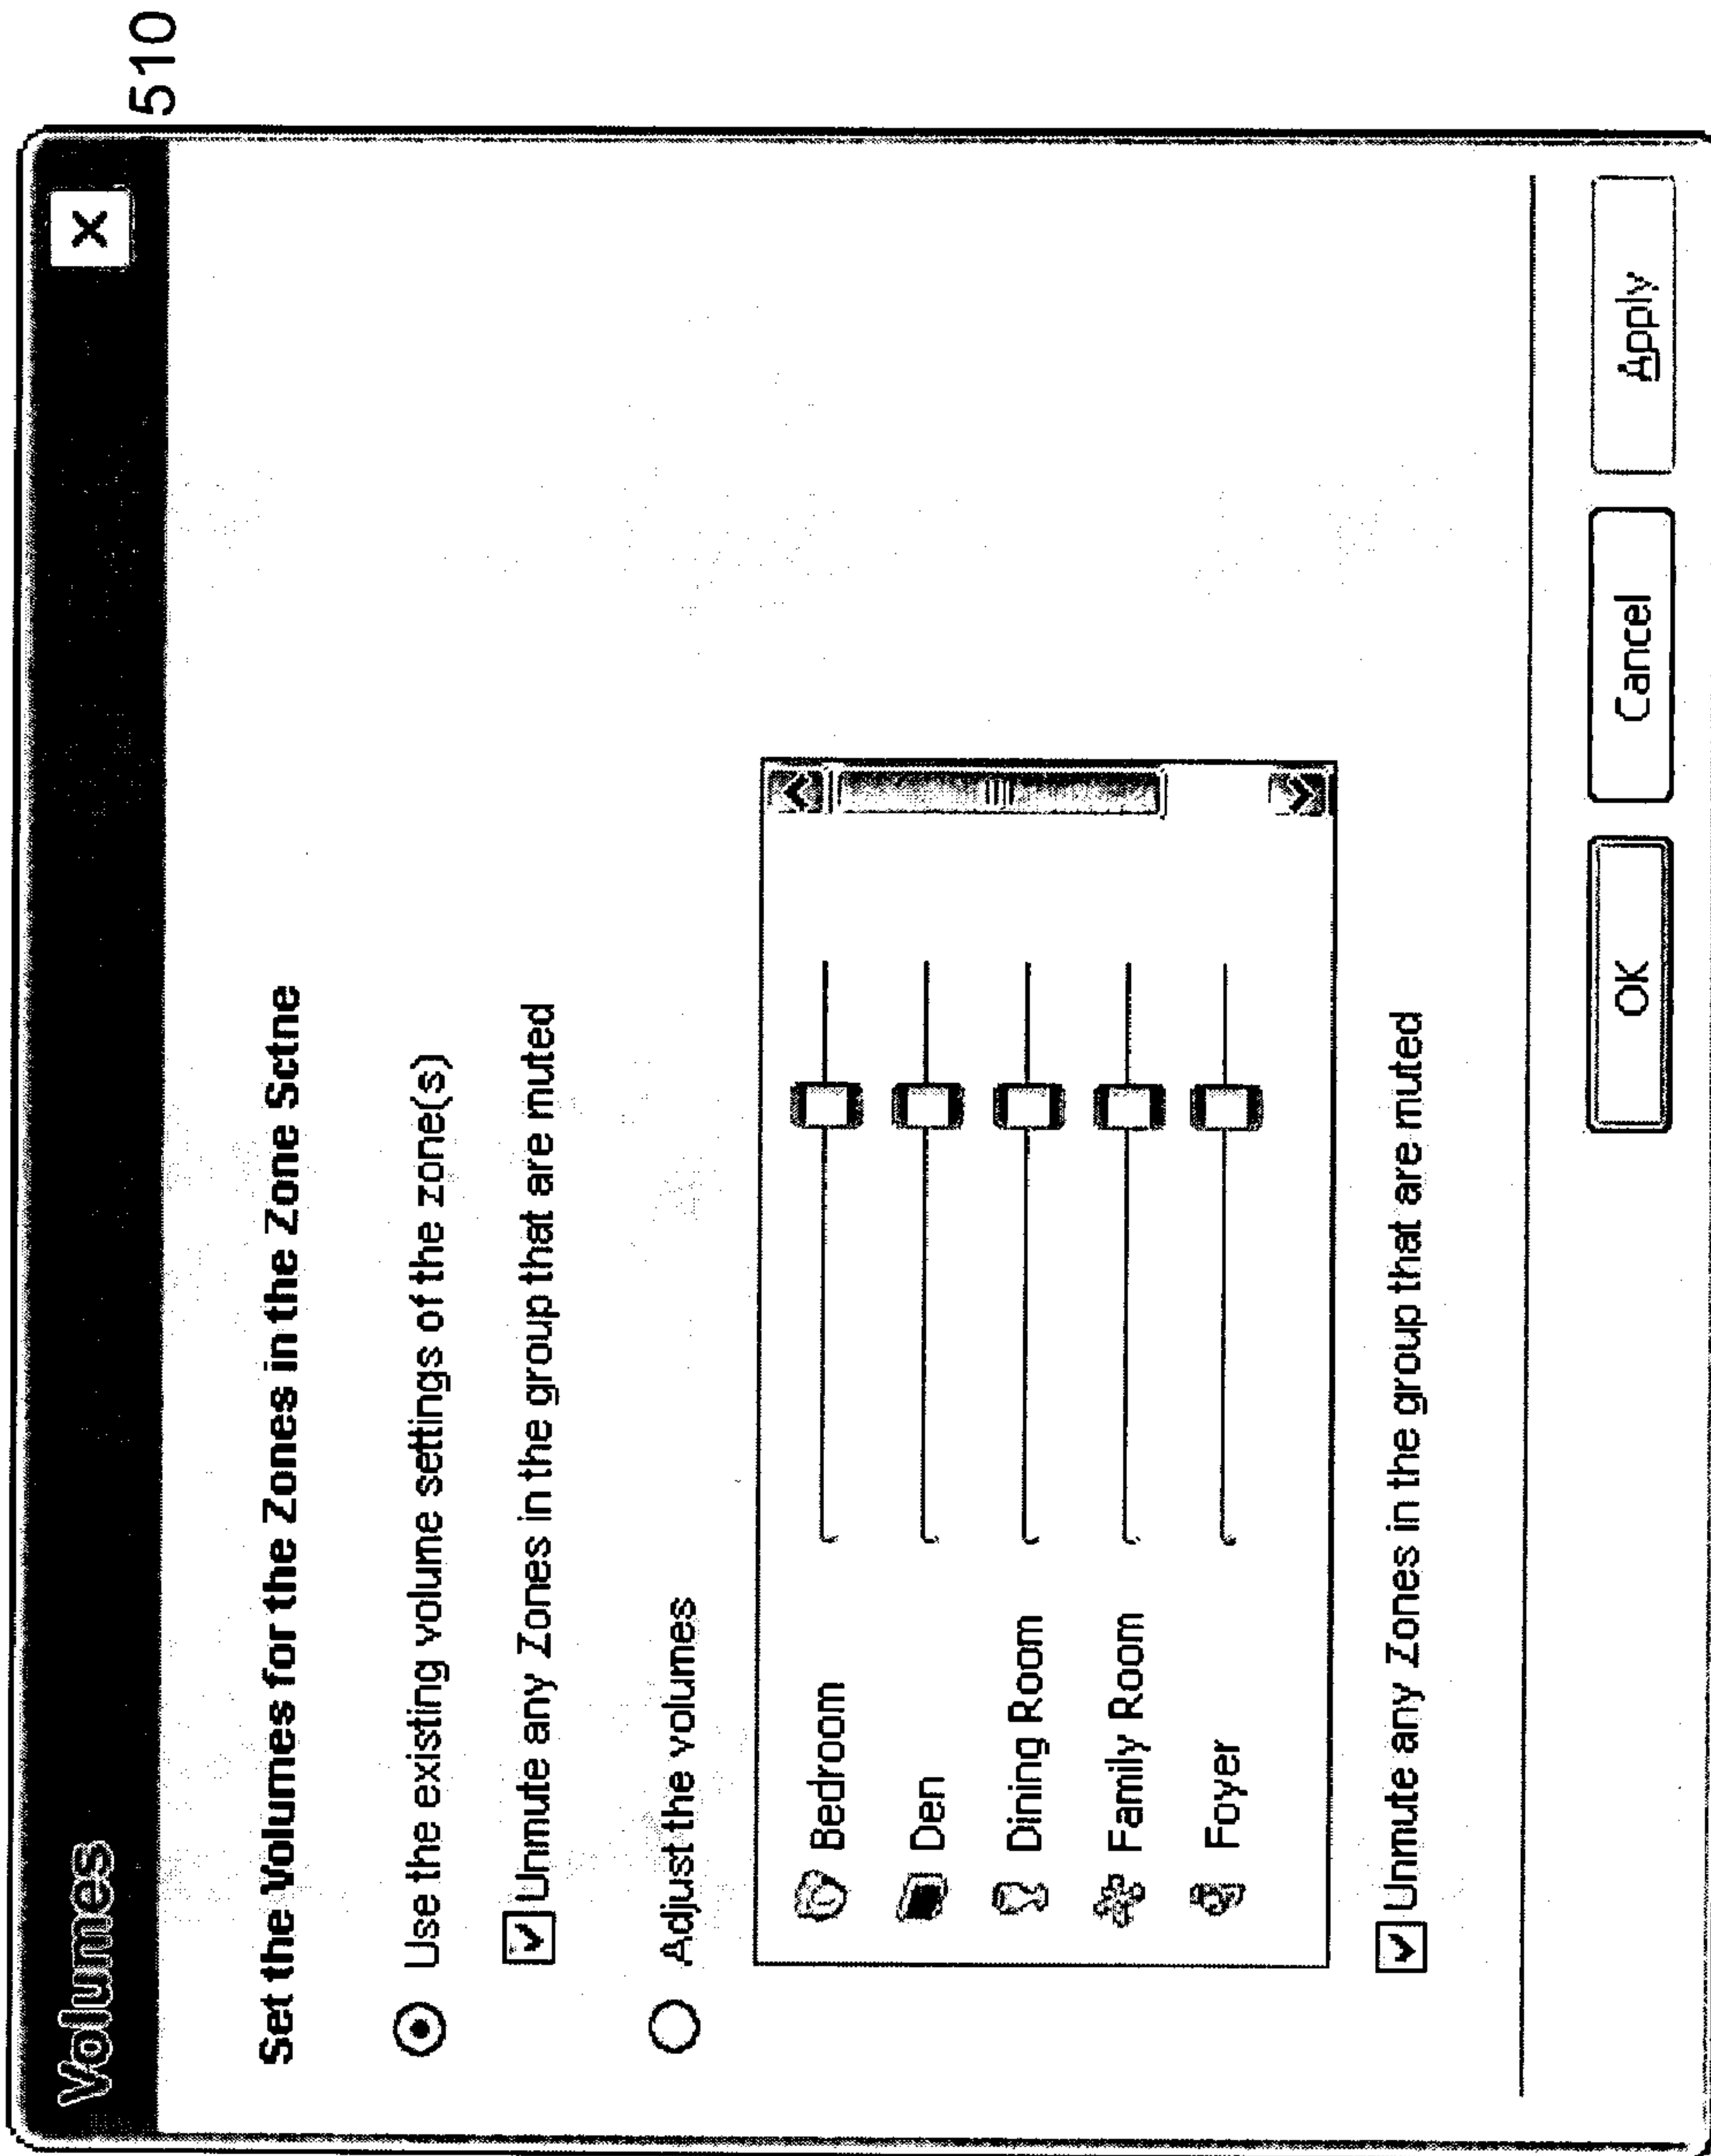 510
Volumes
Set the Volumes for the Zones in the Zone Sctne
Use the existing volume settings of the zone(s)
Unmute any Zones in the group that are muted
Adjust the volumes
Bedroom
Den
Dining Room
Family Room
Foyer
Unmute any Zones in the group that are muted
OK Cancel Apply